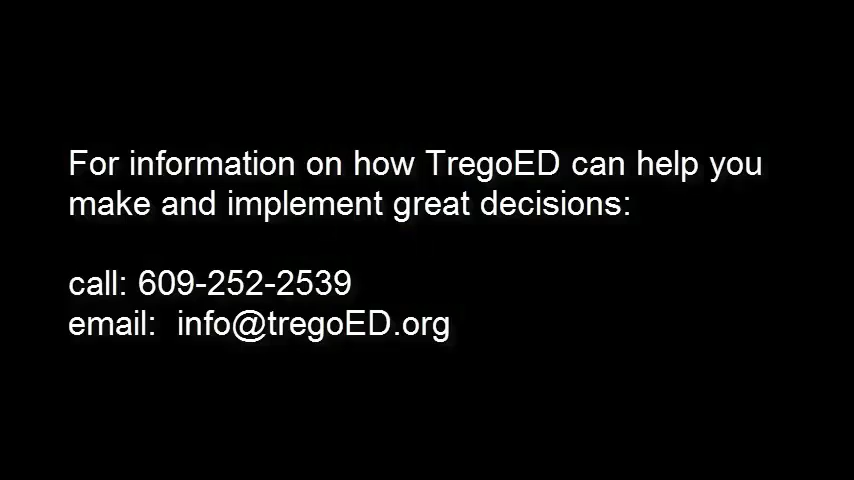 For information on how TregoED can help you
make and implement great decisions:
call: 609-252-2539
email: info@tregoED.org